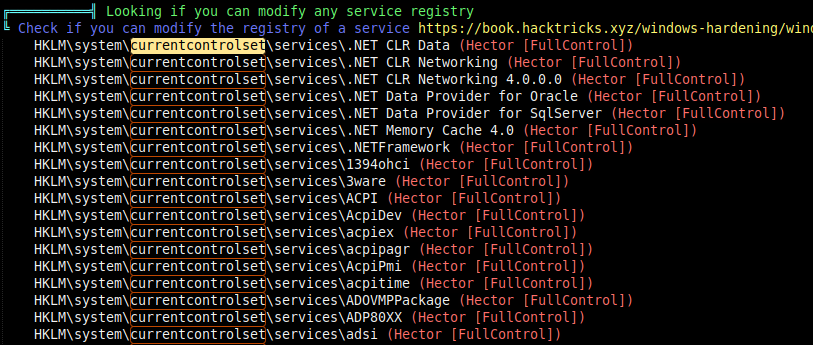 ╔══════════╣ Looking if you can modify any service registry
╚ Check if you can modify the registry of a service https://book.hacktricks.xyz/windows-hardening/wind
HKLM\system\currentcontrolset\services\.NET CLR Data (Hector [FullControl])
HKLM\system\currentcontrolset\services\.NET CLR Networking (Hector [FullControl])
HKLM\system\currentcontrolset\services\.NET CLR Networking 4.0.0.0 (Hector [FullControl])
HKLM\system\currentcontrolset\services\.NET Data Provider for Oracle (Hector [FullControl])
HKLM\system\currentcontrolset\services\.NET Data Provider for SqlServer (Hector [FullControl])
HKLM\system\currentcontrolset\services\.NET Memory Cache 4.0 (Hector [FullControl])
HKLM\system\currentcontrolset\services\.NETFramework (Hector [FullControl])
HKLM\system\currentcontrolset\services\1394ohci (Hector [FullControl])
HKLM\system\currentcontrolset\services\3ware (Hector [FullControl])
HKLM\system\currentcontrolset\services\ACPI (Hector [FullControl])
HKLM\system\currentcontrolset\services\AcpiDev (Hector [FullControl])
HKLM\system\currentcontrolset\services\acpiex (Hector [FullControl])
HKLM\system\currentcontrolset\services\acpipagr (Hector [FullControl])
HKLM\system\currentcontrolset\services\AcpiPmi (Hector [FullControl])
HKLM\system\currentcontrolset\services\acpitime (Hector [FullControl])
HKLM\system\currentcontrolset\services\ADOVMPPackage (Hector [FullControl])
HKLM\system\currentcontrolset\services\ADP80XX (Hector [FullControl])
HKLM\system\currentcontrolset\services\adsi (Hector [FullControl])